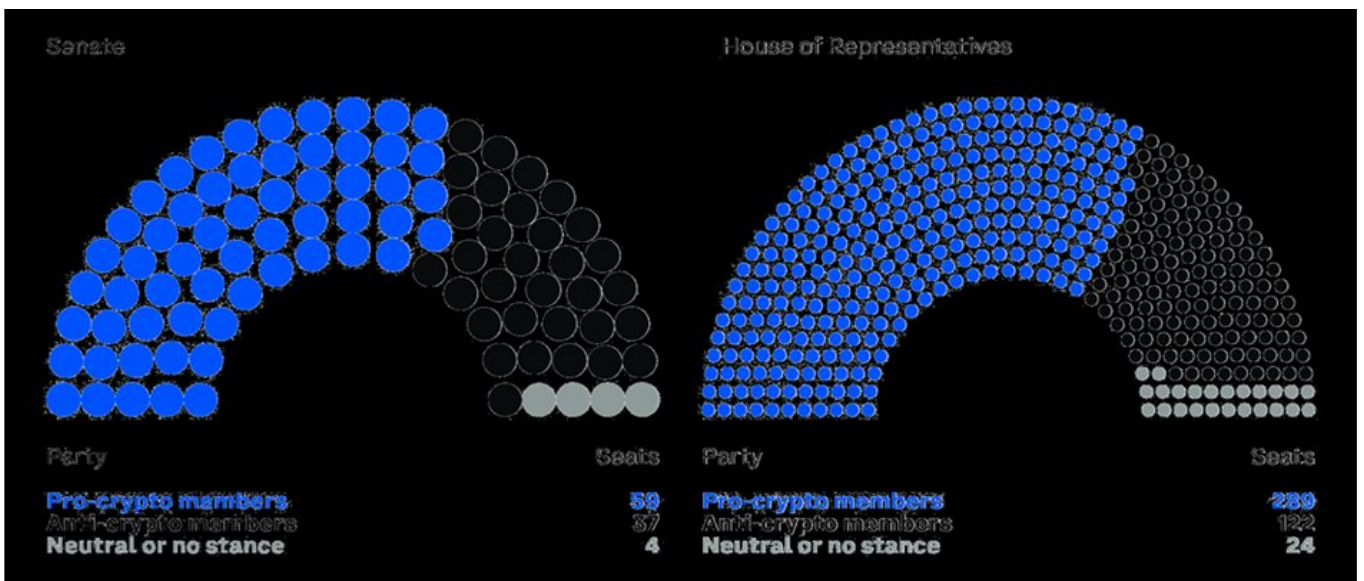 Senate
Party Seats
Pro-crypto members 59
Anti-crypto members 37
Neutral or no stance 4
House of Representatives
Party Seats
Pro-crypto members 289
Anti-crypto members 122
Neutral or no stance 24